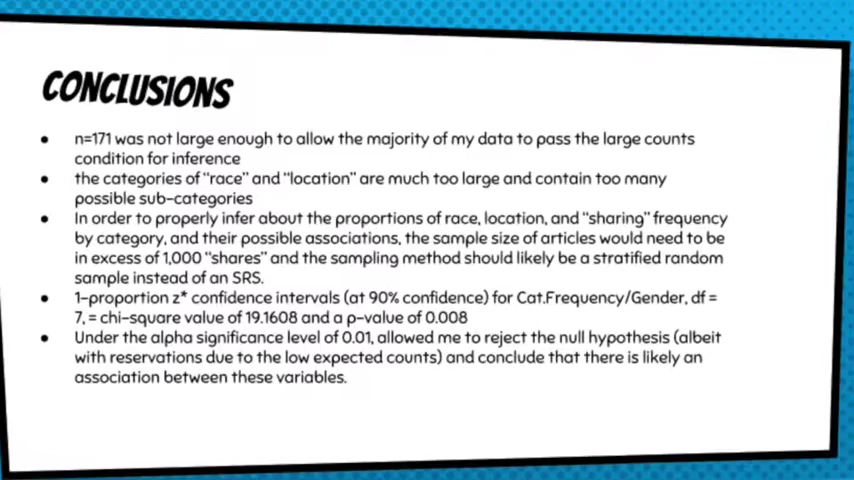 CONCLUSIONS
n=171 was not large enough to allow the majority of my data to pass the large counts
condition for inference
the categories of "race" and "location" are much too large and contain too many
possible sub-categories
In order to properly infer about the proportions of race, location, and "sharing" frequency
by category, and their possible associations, the sample size of articles would need to be
in excess of 1,000 "shares" and the sampling method should likely be a stratified random
sample instead of an SRS.
1-proportion z* confidence intervals (at 90% confidence) for Cat.Frequency/Gender, df =
7, = chi-square value of 19.1608 and a p-value of 0.008
Under the alpha significance level of 0.01, allowed me to reject the null hypothesis (albeit
with reservations due to the low expected counts) and conclude that there is likely an
association between these variables.